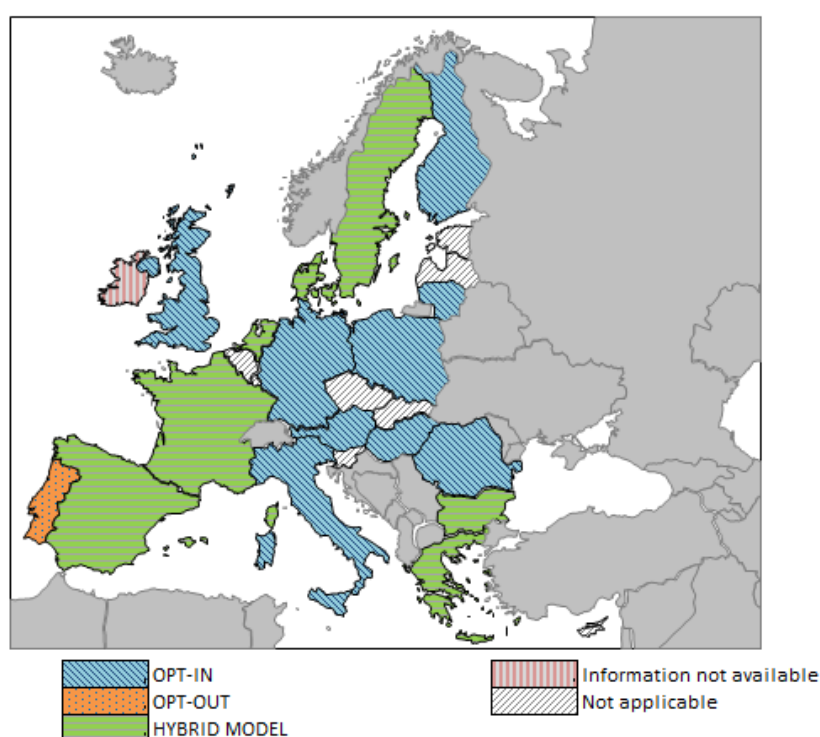 OPT-IN
OPT-OUT
HYBRID MODEL
Information not available
Not applicable